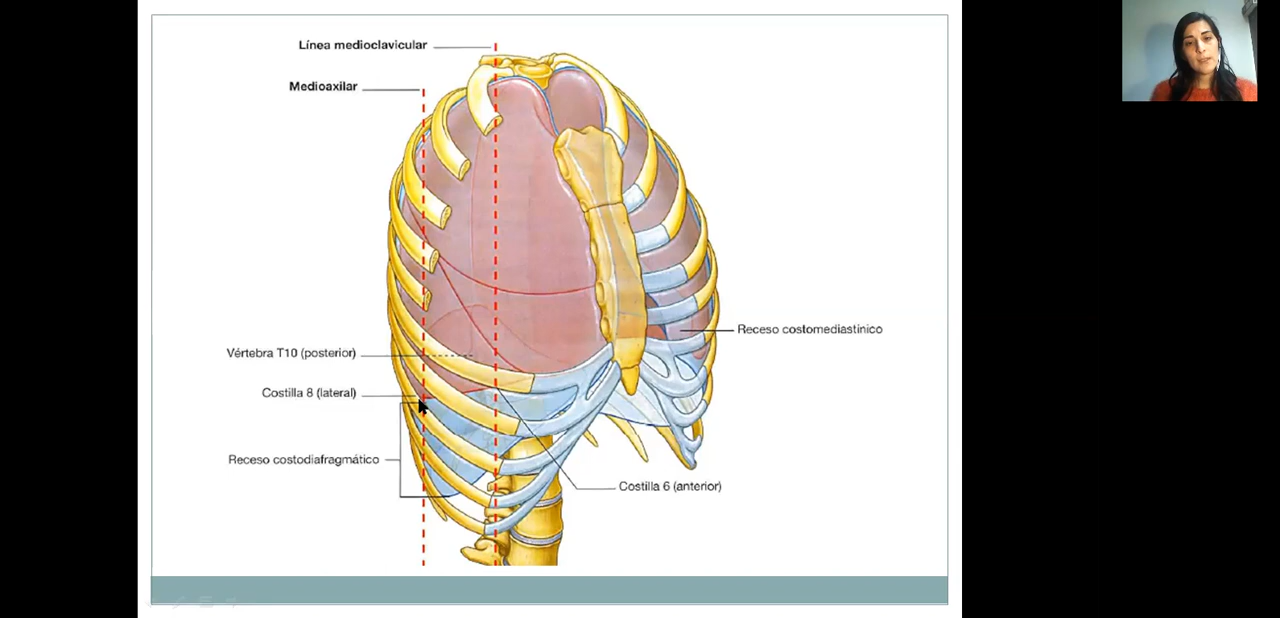 Línea medioclavicular
Medioaxilar
Receso costomediastínico
Vértebra T10 (posterior)
Costilla 8 (lateral)
Receso costodiafragmático
Costilla 6 (anterior)